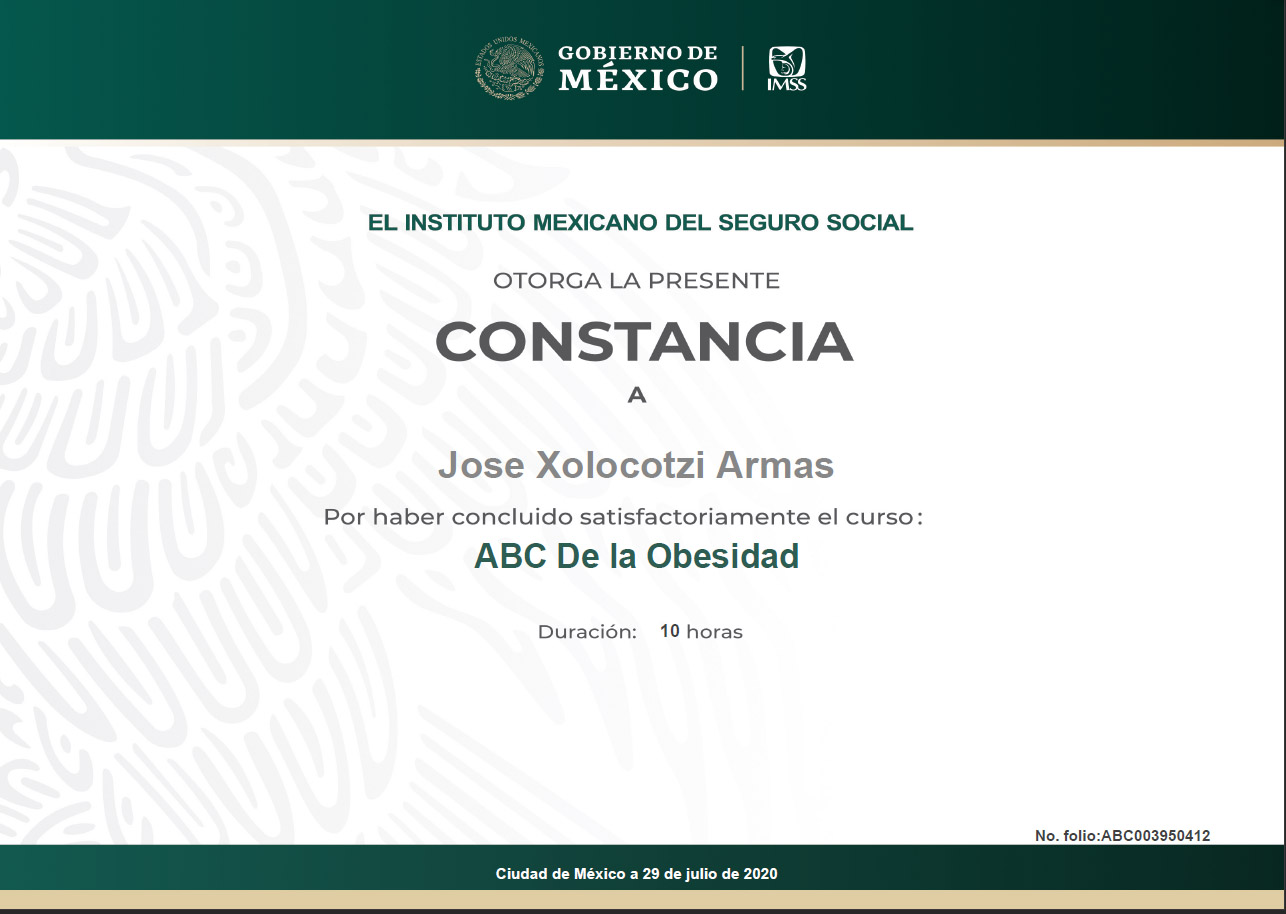 ESTADOS UNIDOS MEXICANOS
GOBIERNO DE
MÉXICO
IMSS
EL INSTITUTO MEXICANO DEL SEGURO SOCIAL
OTORGA LA PRESENTE
CONSTANCIA
A
Jose Xolocotzi Armas
Por haber concluido satisfactoriamente el curso:
ABC De la Obesidad
Duración: 10 horas
No. folio:ABC003950412
Ciudad de México a 29 de julio de 2020